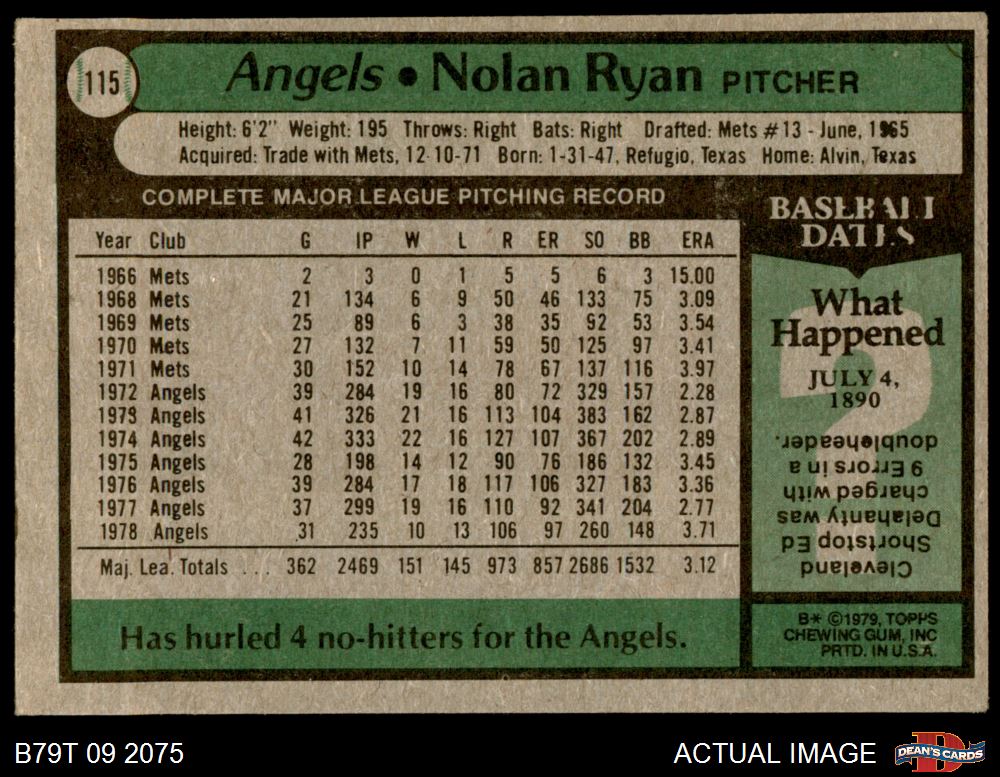 115
Angels • Nolan Ryan PITCHER
Height: 6'2" Weight: 195 Throws: Right Bats: Right Drafted: Mets #13 - June, 1965
Acquired: Trade with Mets, 12-10-71 Born: 1-31-47, Refugio, Texas Home: Alvin, Texas
COMPLETE MAJOR LEAGUE PITCHING RECORD
Year Club G IP W L R ER SO BB ERA
1966 Mets 2 3 0 1 5 5 6 3 15.00
1968 Mets 21 134 6 9 50 46 133 75 3.09
1969 Mets 25 89 6 3 38 35 92 53 3.54
1970 Mets 27 132 7 11 59 50 125 97 3.41
1971 Mets 30 152 10 14 78 67 137 116 3.97
1972 Angels 39 284 19 16 80 72 329 157 2.28
1973 Angels 41 326 21 16 113 104 383 162 2.87
1974 Angels 42 333 22 16 127 107 367 202 2.89
1975 Angels 28 198 14 12 90 76 186 132 3.45
1976 Angels 39 284 17 18 117 106 327 183 3.36
1977 Angels 37 299 19 16 110 92 341 204 2.77
1978 Angels 31 235 10 13 106 97 260 148 3.71
Maj. Lea. Totals ... 362 2469 151 145 973 857 2686 1532 3.12
Has hurled 4 no-hitters for the Angels.
BASEBALL
DATES
What
Happened
JULY 4,
1890
Cleveland
Shortstop Ed
Delahanty was
charged with
9 Errors in a
doubleheader.
B* ©1979, TOPPS
CHEWING GUM, INC
PRTD. IN U.S.A.
B79T 09 2075
ACTUAL IMAGE
DEAN'S CARDS